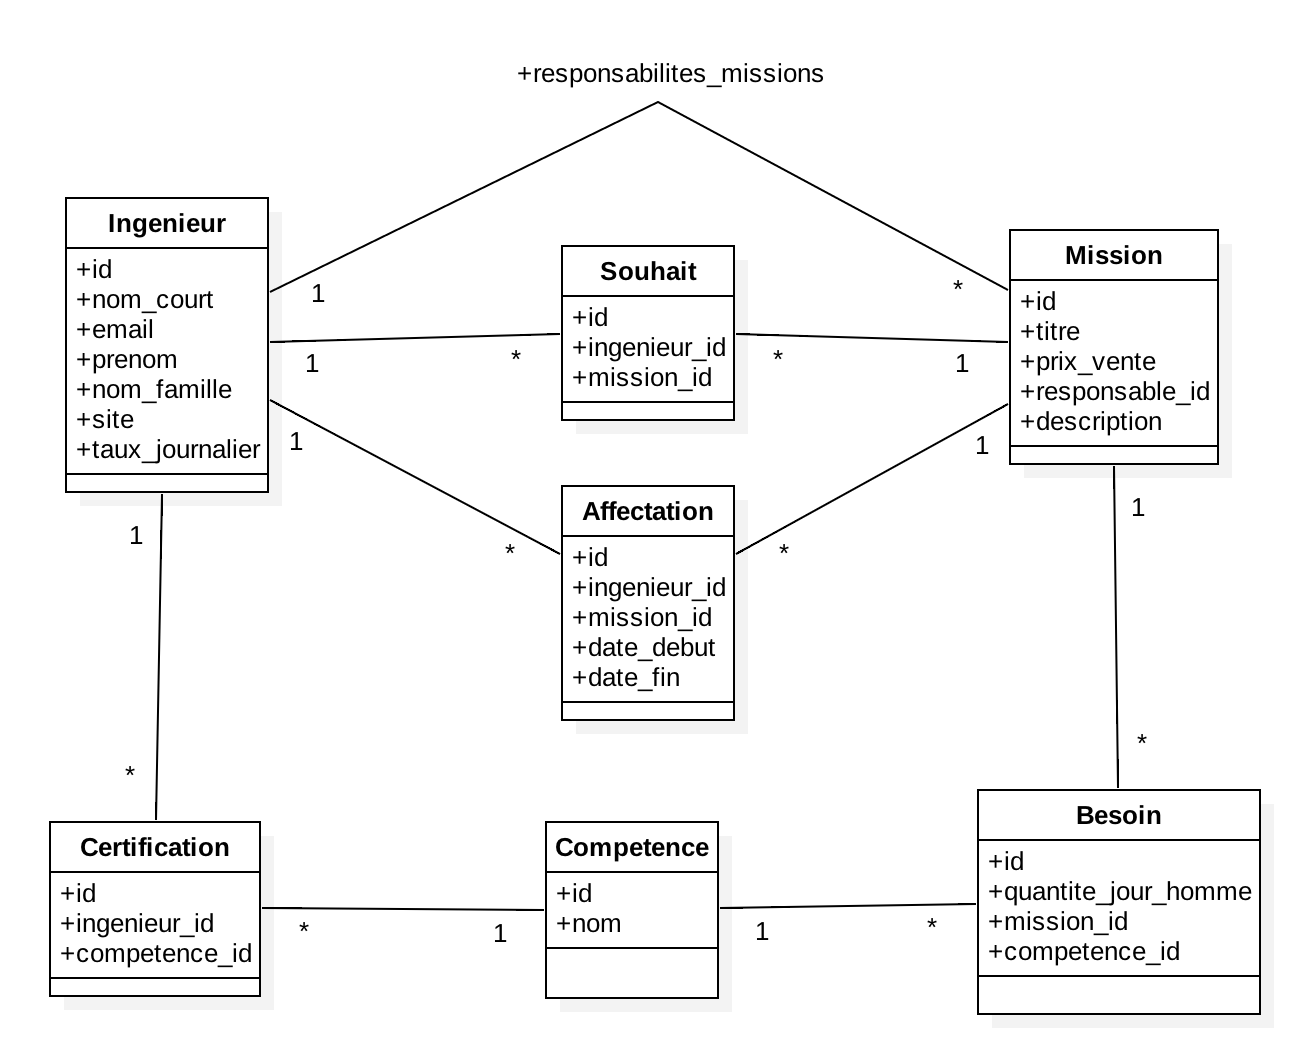 +responsabilites_missions
Ingenieur
+id
+nom_court
+email
+prenom
+nom_famille
+site
+taux_journalier
1
1
1
1
Souhait
+id
+ingenieur_id
+mission_id
*
*
Mission
+id
+titre
+prix_vente
+responsable_id
+description
*
1
1
1
Affectation
+id
+ingenieur_id
+mission_id
+date_debut
+date_fin
*
*
*
Certification
+id
+ingenieur_id
+competence_id
*
1
Competence
+id
+nom
1
*
*
Besoin
+id
+quantite_jour_homme
+mission_id
+competence_id